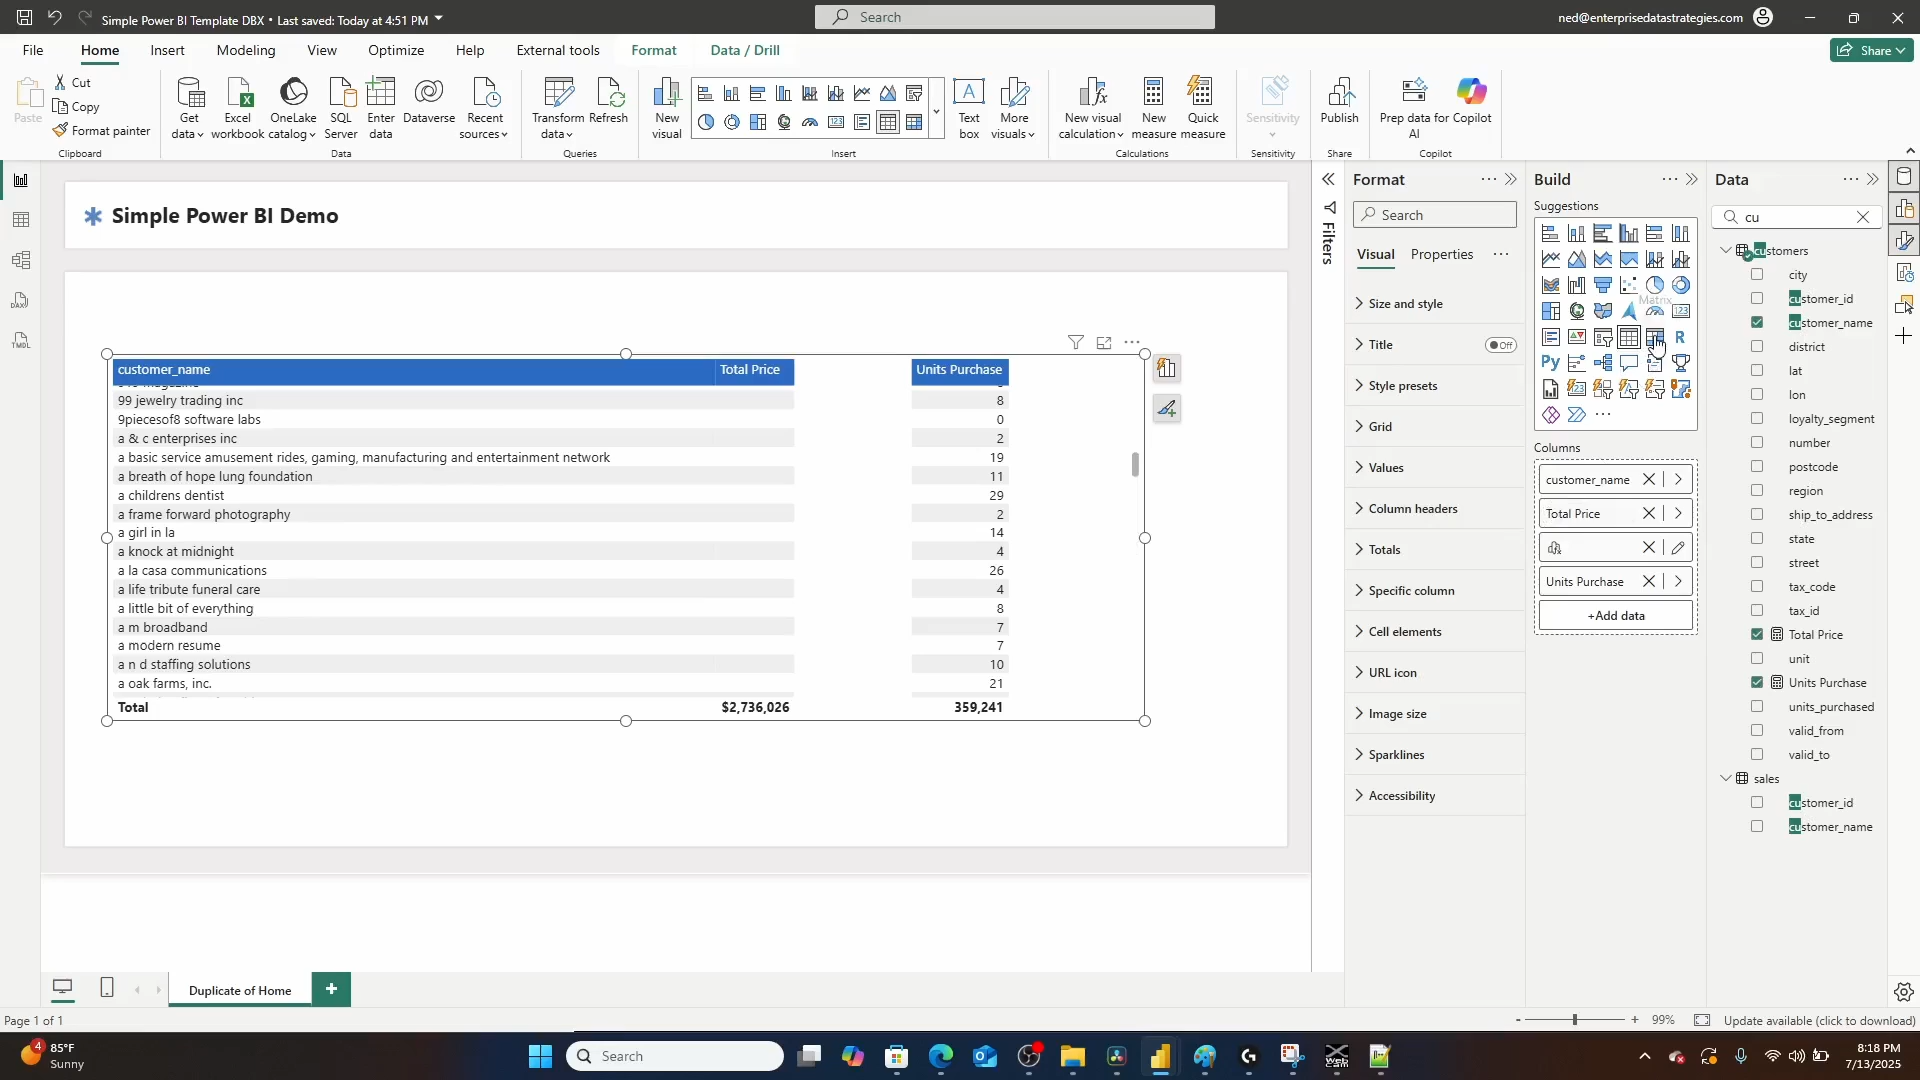 Simple Power BI Template DBX • Last saved: Today at 4:51 PM
Search
ned@enterprisedatastrategies.com
File
Home
Insert
Modeling
View
Optimize
Help
External tools
Format
Data / Drill
Share
Paste
Cut
Copy
Format painter
Clipboard
Get data
Excel workbook
OneLake catalog
SQL Server
Enter data
Dataverse
Recent sources
Data
Transform data
Refresh
Queries
New visual
Text box
More visuals
Insert
New visual calculation
New measure
Quick measure
Calculations
Sensitivity
Sensitivity
Publish
Share
Prep data for AI
Copilot
Copilot
Simple Power BI Demo
customer_name Total Price Units Purchase
99 jewelry trading inc 8
9piecesof8 software labs 0
a & c enterprises inc 2
a basic service amusement rides, gaming, manufacturing and entertainment network 19
a breath of hope lung foundation 11
a childrens dentist 29
a frame forward photography 2
a girl in la 14
a knock at midnight 4
a la casa communications 26
a life tribute funeral care 4
a little bit of everything 8
a m broadband 7
a modern resume 7
a n d staffing solutions 10
a oak farms, inc. 21
Total $2,736,026 359,241
Filters
Format
Search
Visual
Properties
Size and style
Title Off
Style presets
Grid
Values
Column headers
Totals
Specific column
Cell elements
URL icon
Image size
Sparklines
Accessibility
Build
Suggestions
Matrix
R
Py
123
Columns
customer_name
Total Price
Units Purchase
+Add data
Data
cu
customers
city
customer_id
customer_name
district
lat
lon
loyalty_segment
number
postcode
region
ship_to_address
state
street
tax_code
tax_id
Total Price
unit
Units Purchase
units_purchased
valid_from
valid_to
sales
customer_id
customer_name
DAX
TMDL
Duplicate of Home
Page 1 of 1
- + 99%
Update available (click to download)
4
85°F
Sunny
Search
8:18 PM
7/13/2025